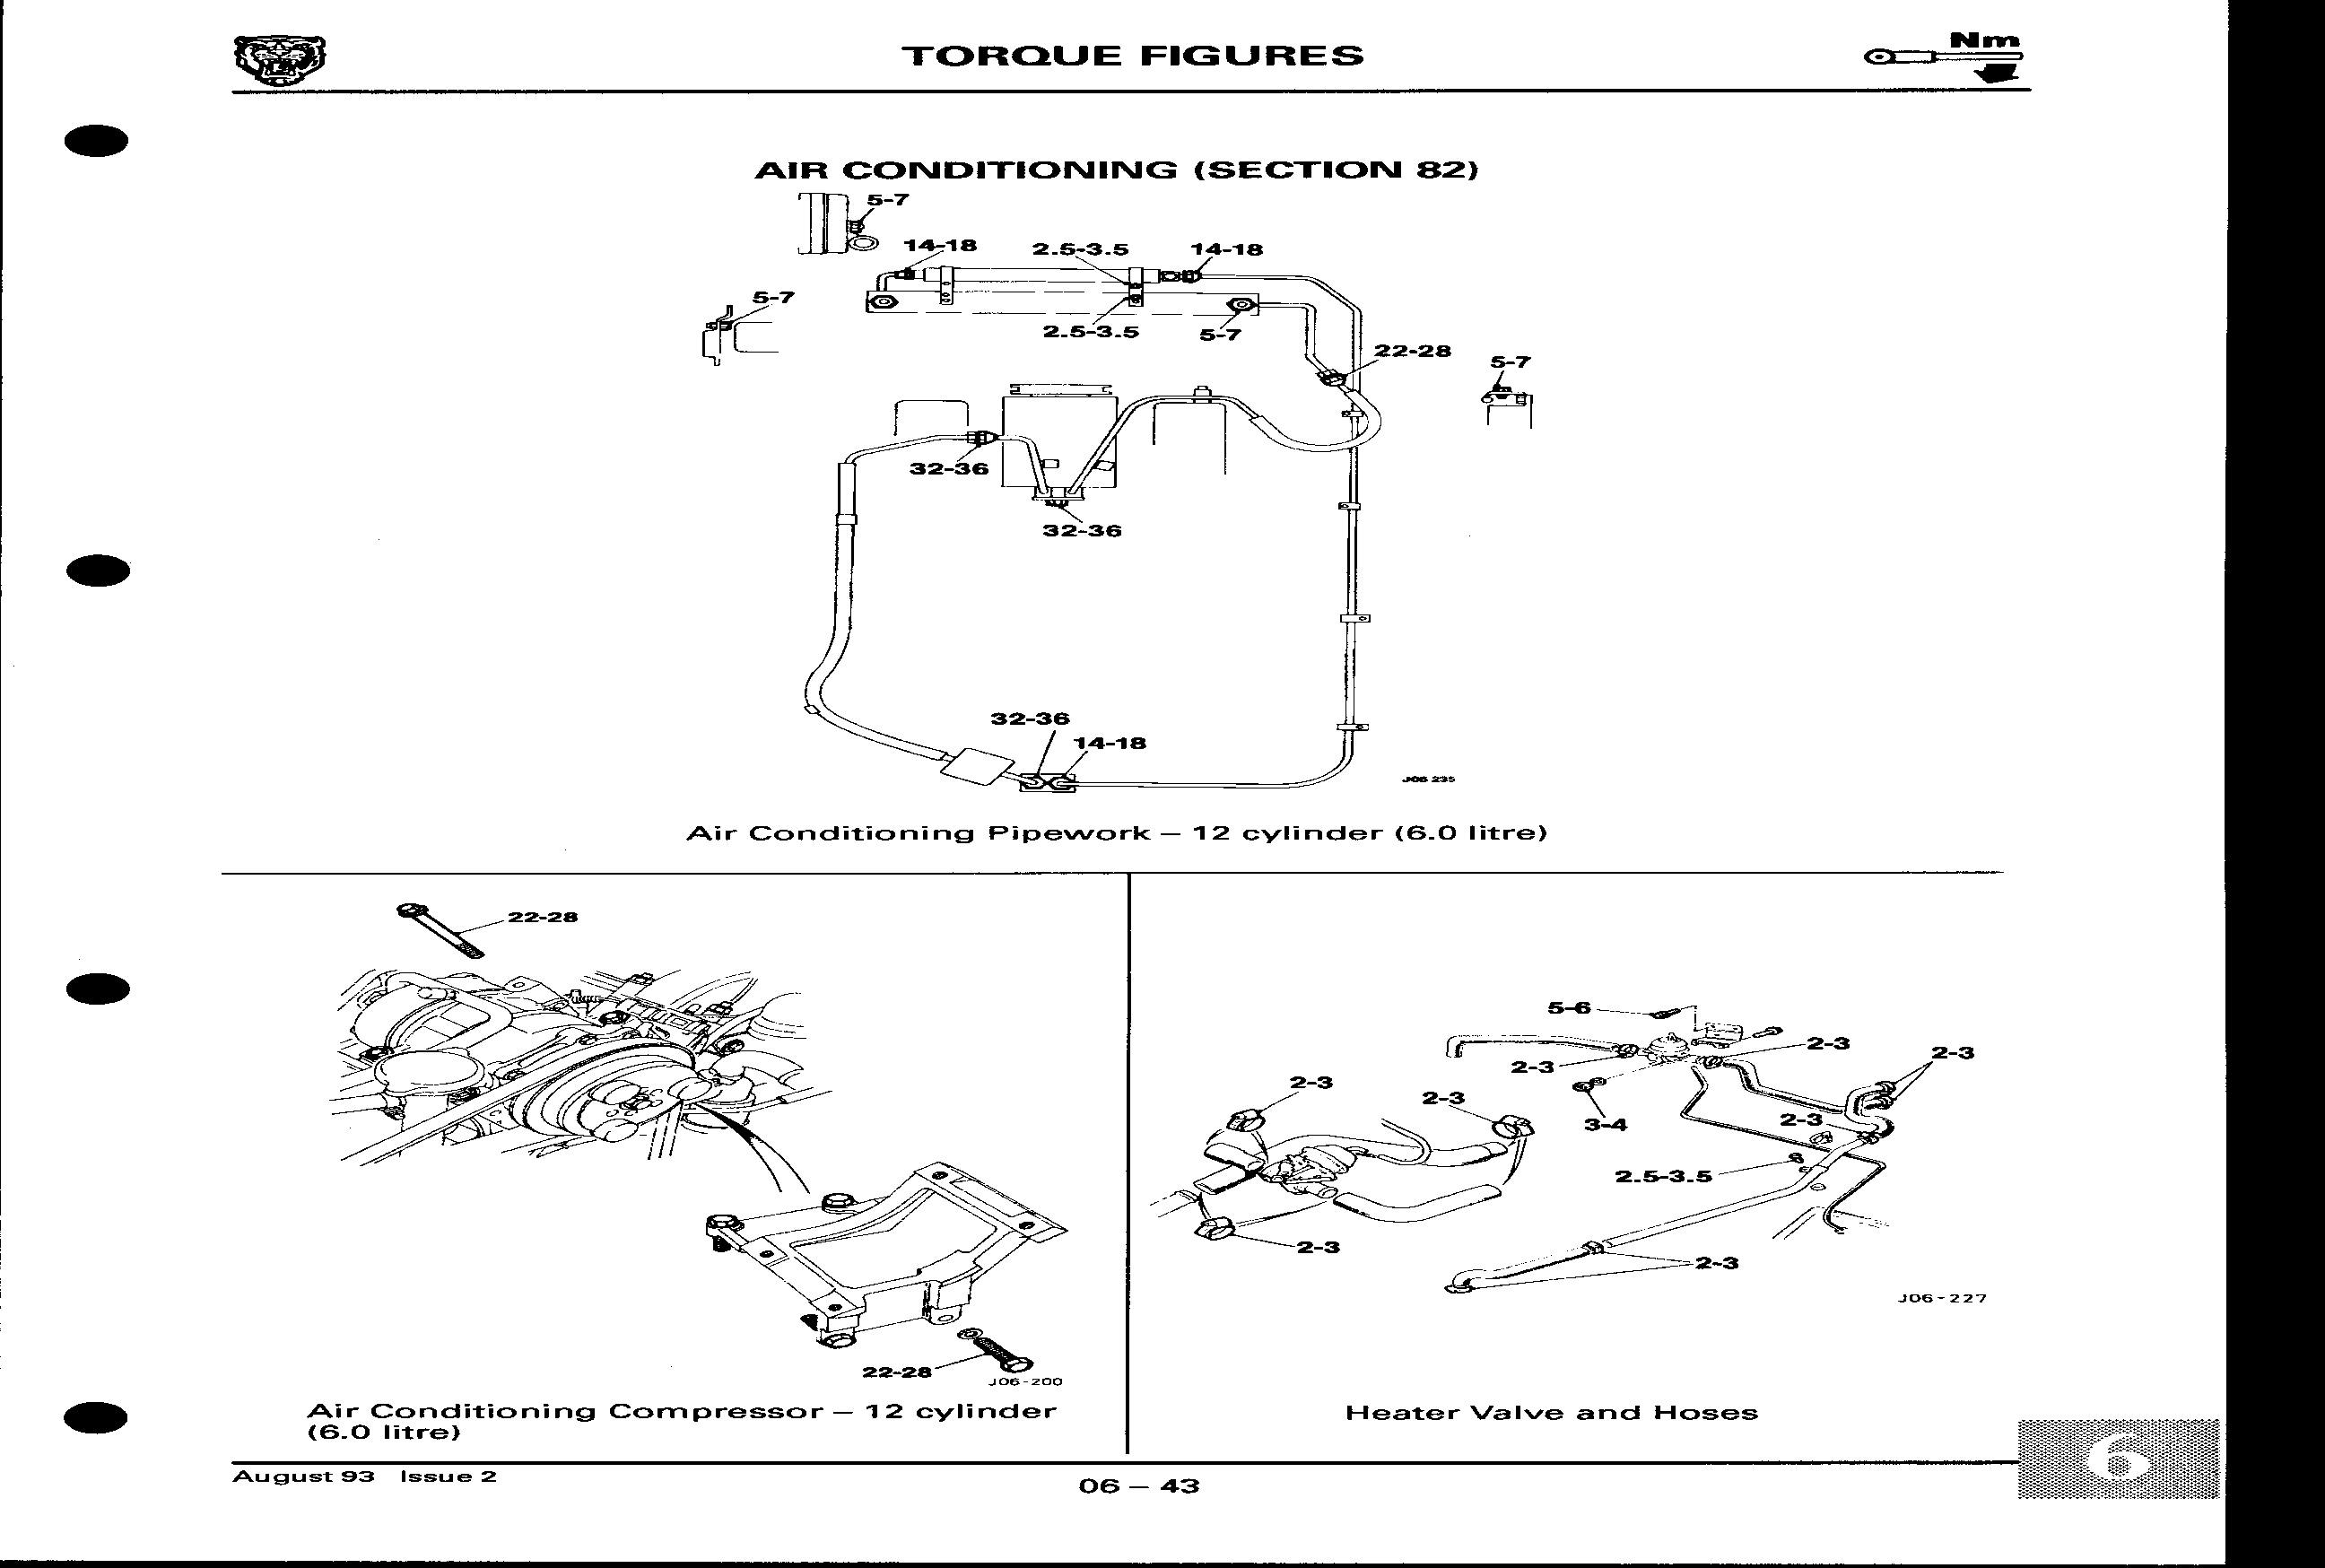 TORQUE FIGURES
Nm
AIR CONDITIONING (SECTION 82)
5-7
14-18
2.5-3.5
14-18
5-7
2.5-3.5
5-7
22-28
5-7
32-36
32-36
32-36
14-18
J06 235
Air Conditioning Pipework – 12 cylinder (6.0 litre)
22-28
22-28
J06-200
Air Conditioning Compressor – 12 cylinder
(6.0 litre)
5-6
2-3
2-3
2-3
2-3
2-3
3-4
2-3
2.5-3.5
2-3
2-3
J06-227
Heater Valve and Hoses
August 93 Issue 2
06 – 43
6